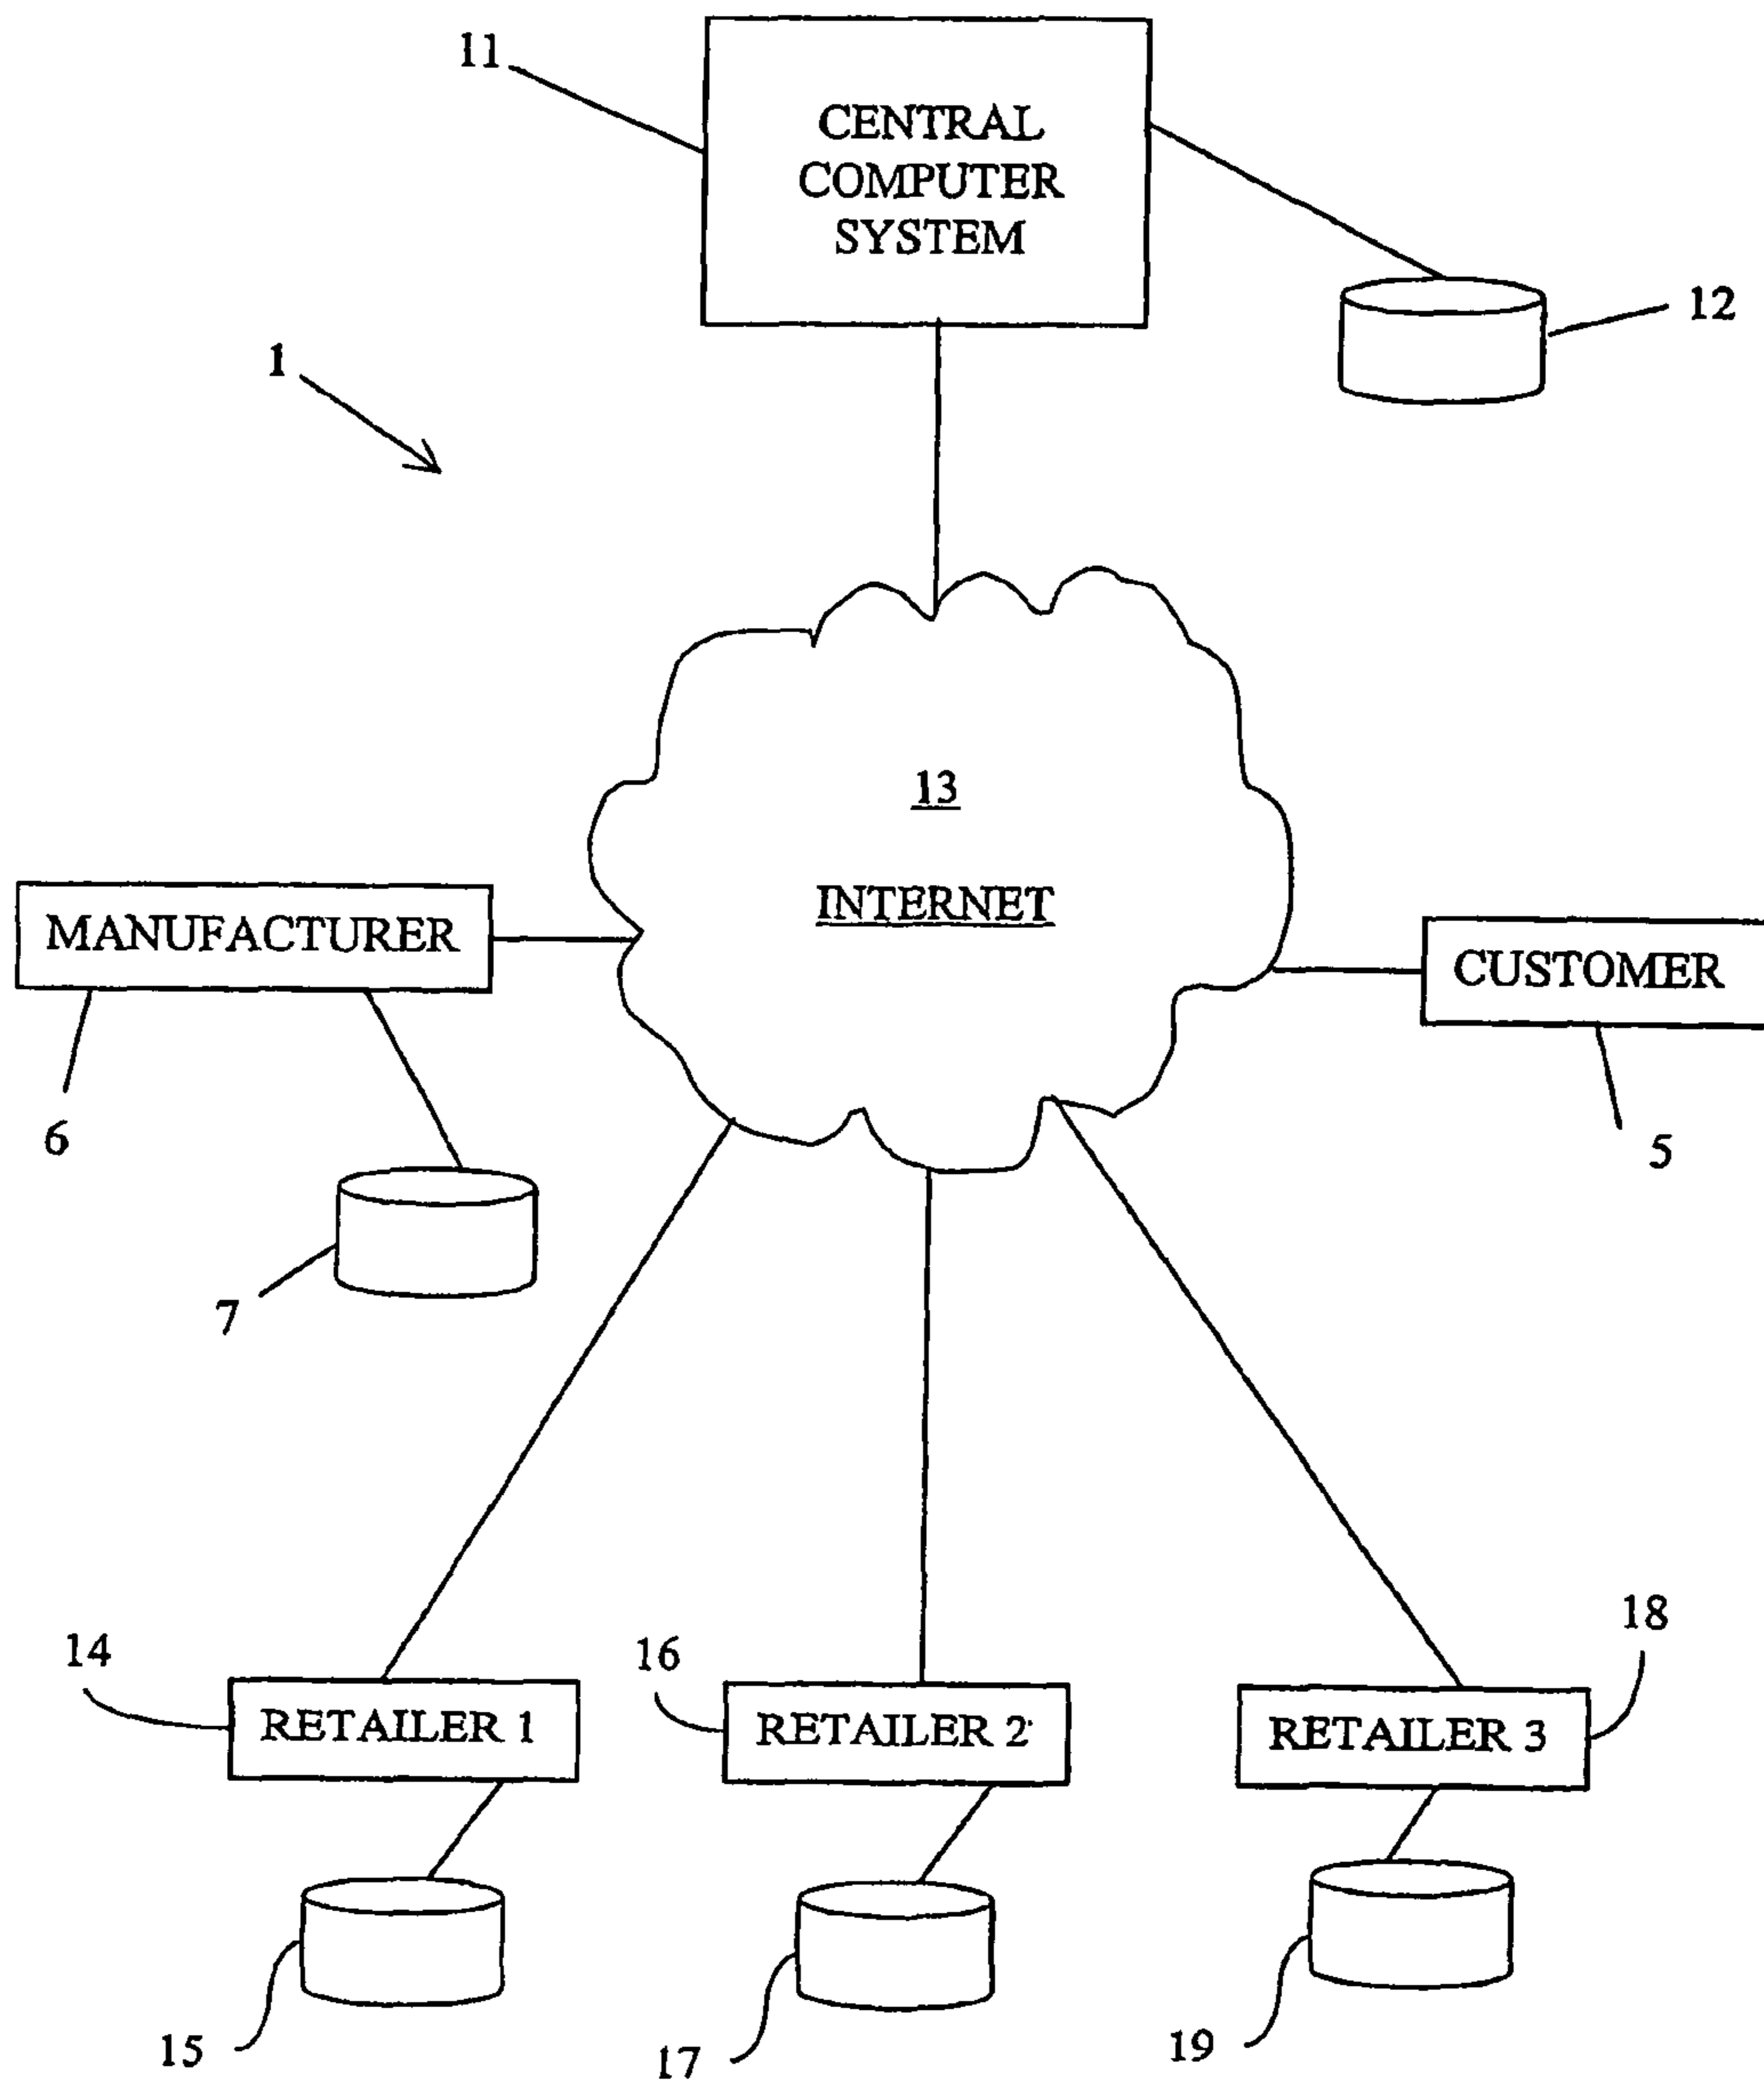 11
CENTRAL
COMPUTER
SYSTEM
12
1
13
INTERNET
MANUFACTURER
CUSTOMER
6
5
7
14
16
18
RETAILER 1
RETAILER 2
RETAILER 3
15
17
19